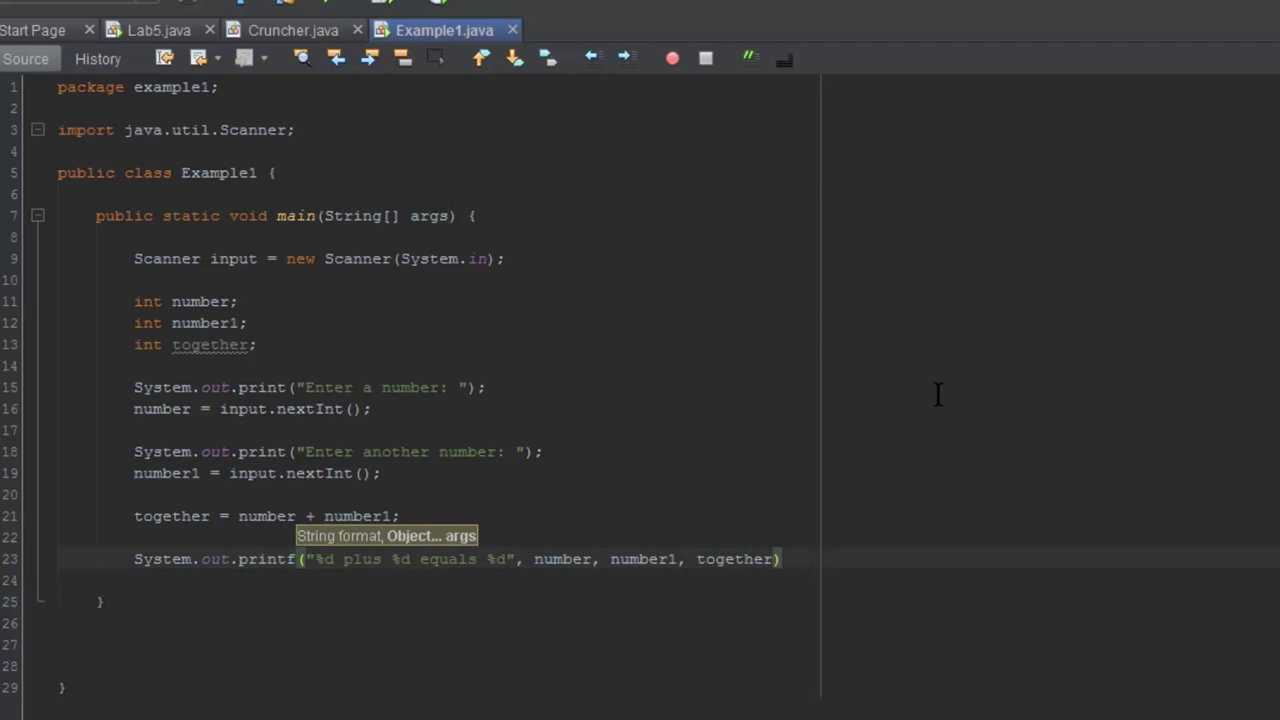 Start Page Lab5.java Cruncher.java Example1.java
Source History
1 package example1;
2
3 import java.util.Scanner;
4
5 public class Example1 {
6
7 public static void main(String[] args) {
8
9 Scanner input = new Scanner(System.in);
10
11 int number;
12 int number1;
13 int together;
14
15 System.out.print("Enter a number: ");
16 number = input.nextInt();
17
18 System.out.print("Enter another number: ");
19 number1 = input.nextInt();
20
21 together = number + number1;
22 String format, Object... args
23 System.out.printf("%d plus %d equals %d", number, number1, together)
24
25 }
26
27
28
29 }